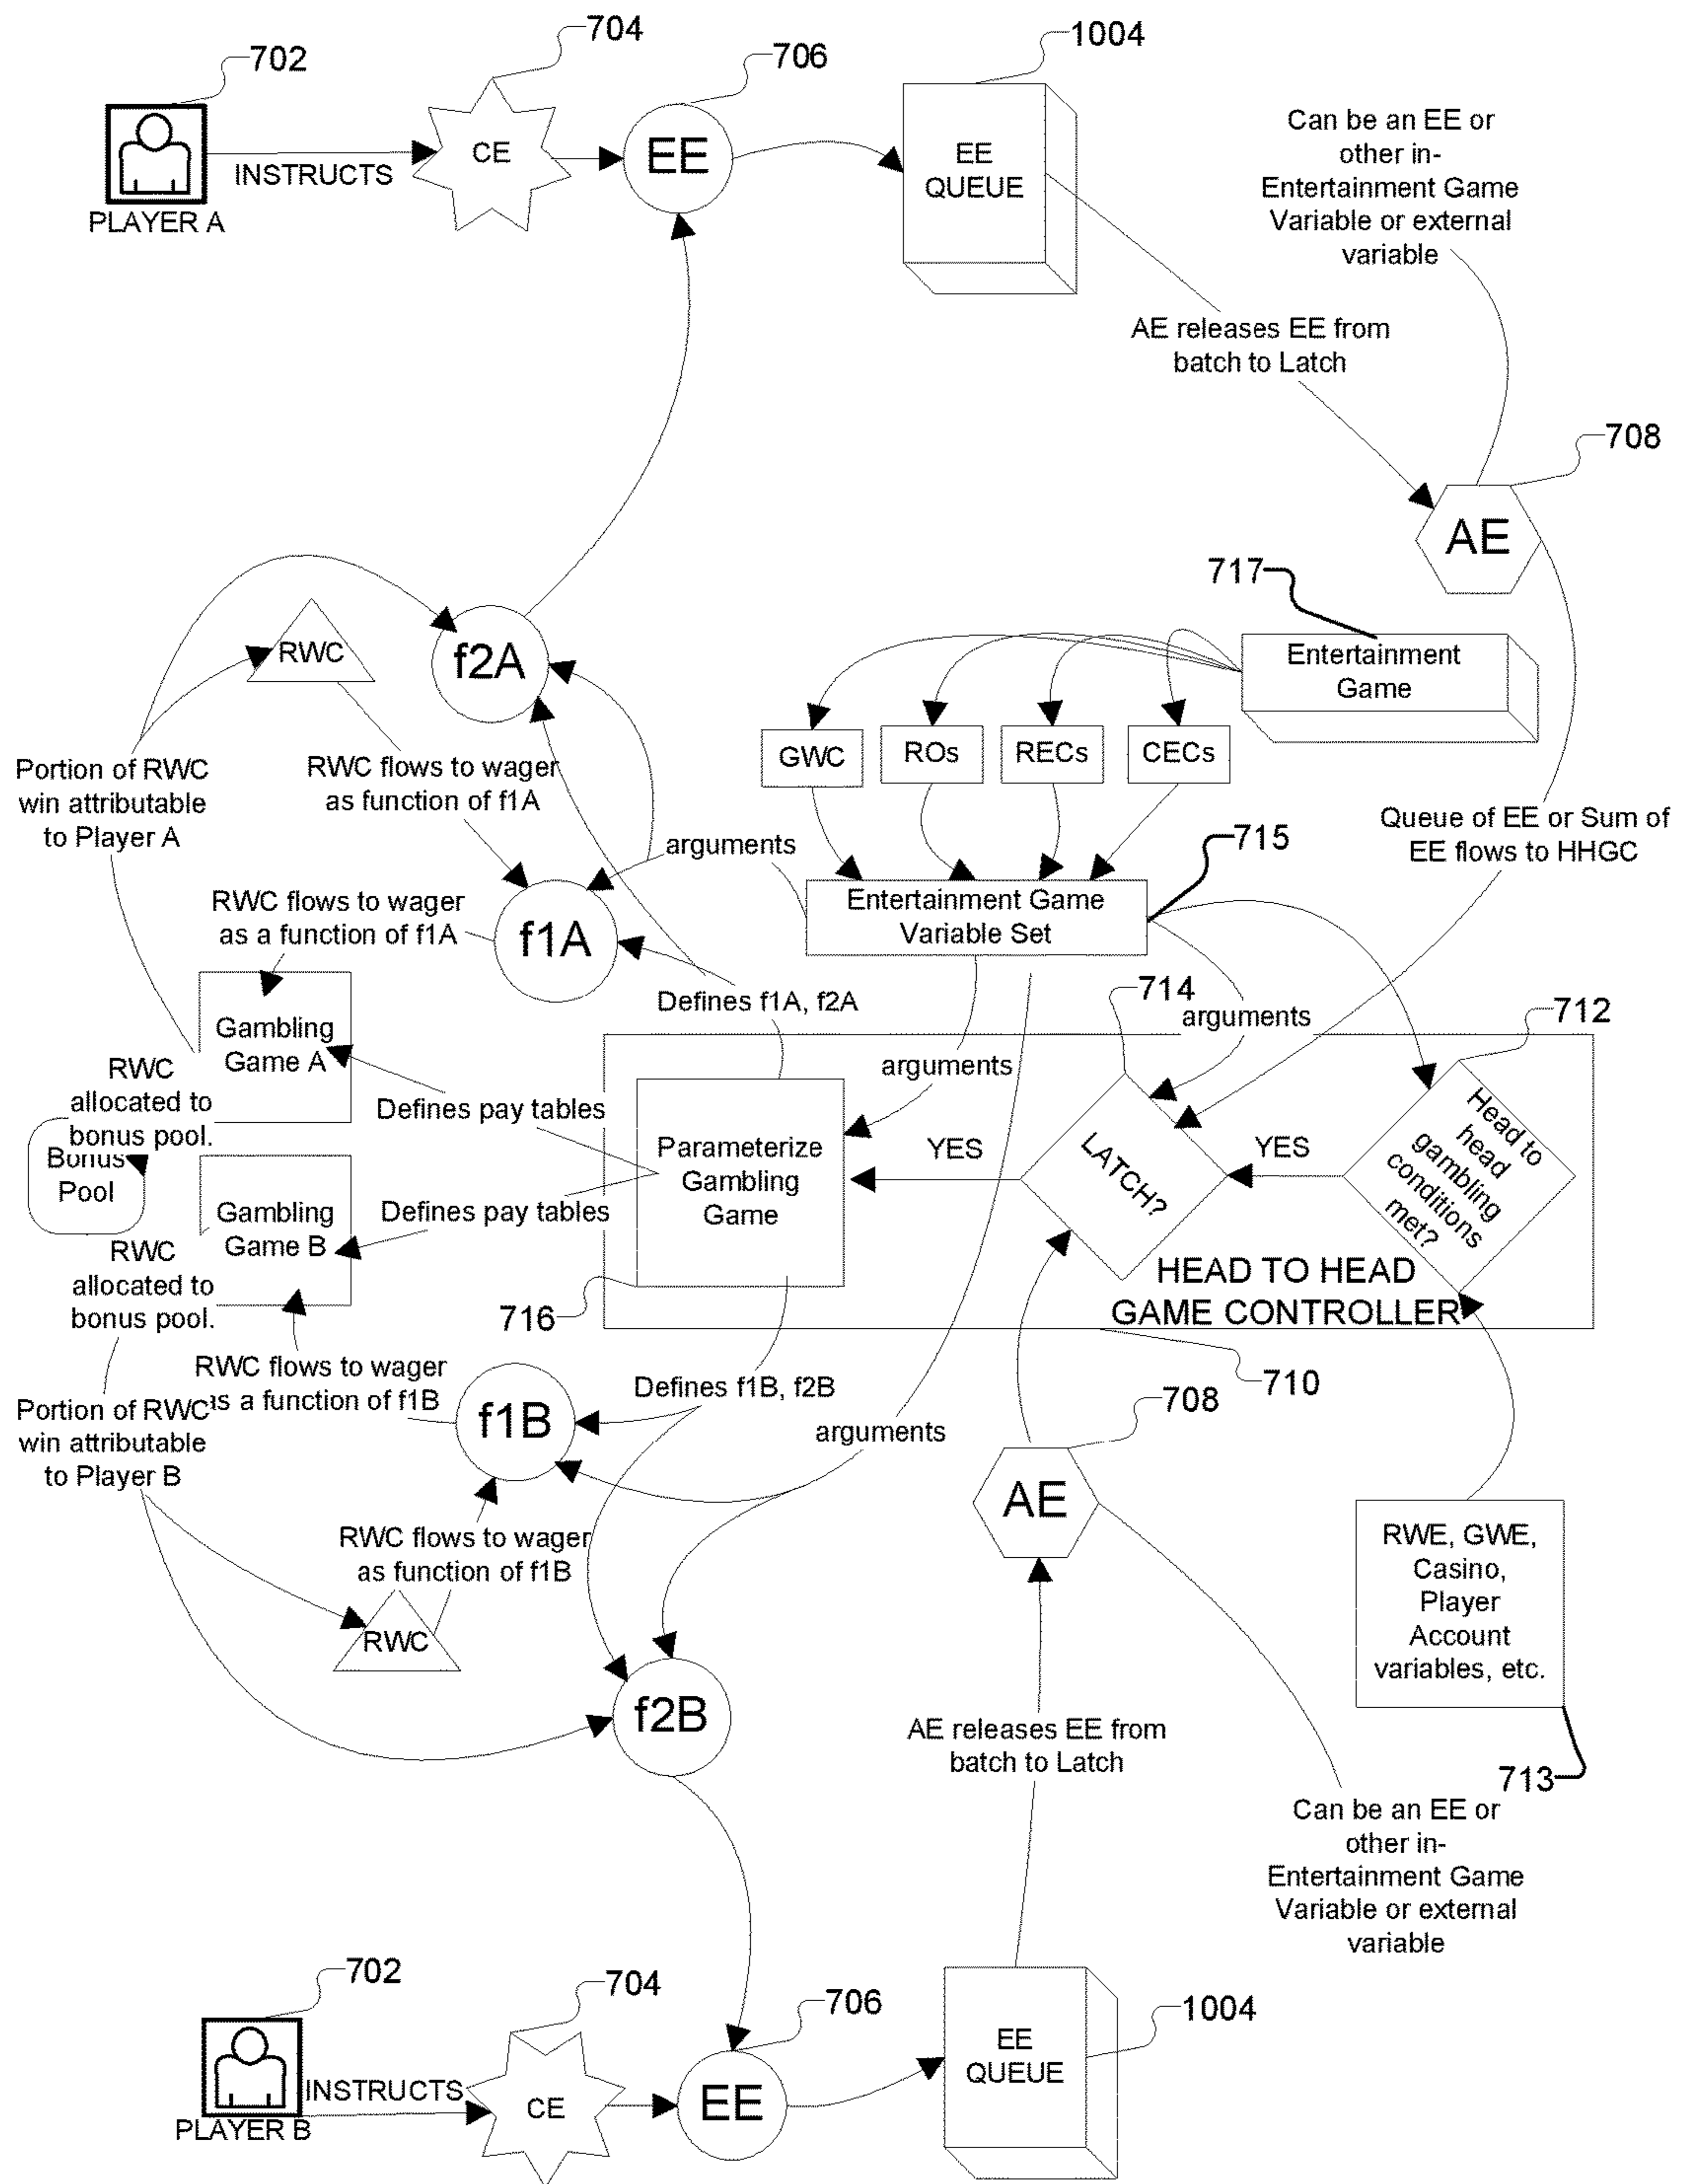 702
704
706
1004
PLAYER A
INSTRUCTS
CE
EE
EE
QUEUE
Can be an EE or
other in-
Entertainment Game
Variable or external
variable
AE releases EE from
batch to Latch
708
AE
717
Entertainment
Game
RWC
f2A
GWC
ROs
RECs
CECs
Portion of RWC
win attributable
to Player A
RWC flows to wager
as function of f1A
Queue of EE or Sum of
EE flows to HHGC
arguments
715
Entertainment Game
Variable Set
RWC flows to wager
as a function of f1A
f1A
Defines f1A, f2A
714
arguments
712
Gambling
Game A
RWC
allocated to
bonus pool.
arguments
Defines pay tables
Bonus
Pool
Parameterize
Gambling
Game
YES
LATCH?
YES
Head to
head
gambling
conditions
met?
Gambling
Game B
Defines pay tables
RWC
allocated to
bonus pool.
HEAD TO HEAD
GAME CONTROLLER
716
710
RWC flows to wager
as a function of f1B
Portion of RWC
win attributable
to Player B
f1B
Defines f1B, f2B
arguments
708
AE
RWC flows to wager
as function of f1B
RWC
RWE, GWE,
Casino,
Player
Account
variables, etc.
713
f2B
AE releases EE from
batch to Latch
Can be an EE or
other in-
Entertainment Game
Variable or external
variable
702
704
706
1004
PLAYER B
INSTRUCTS
CE
EE
EE
QUEUE